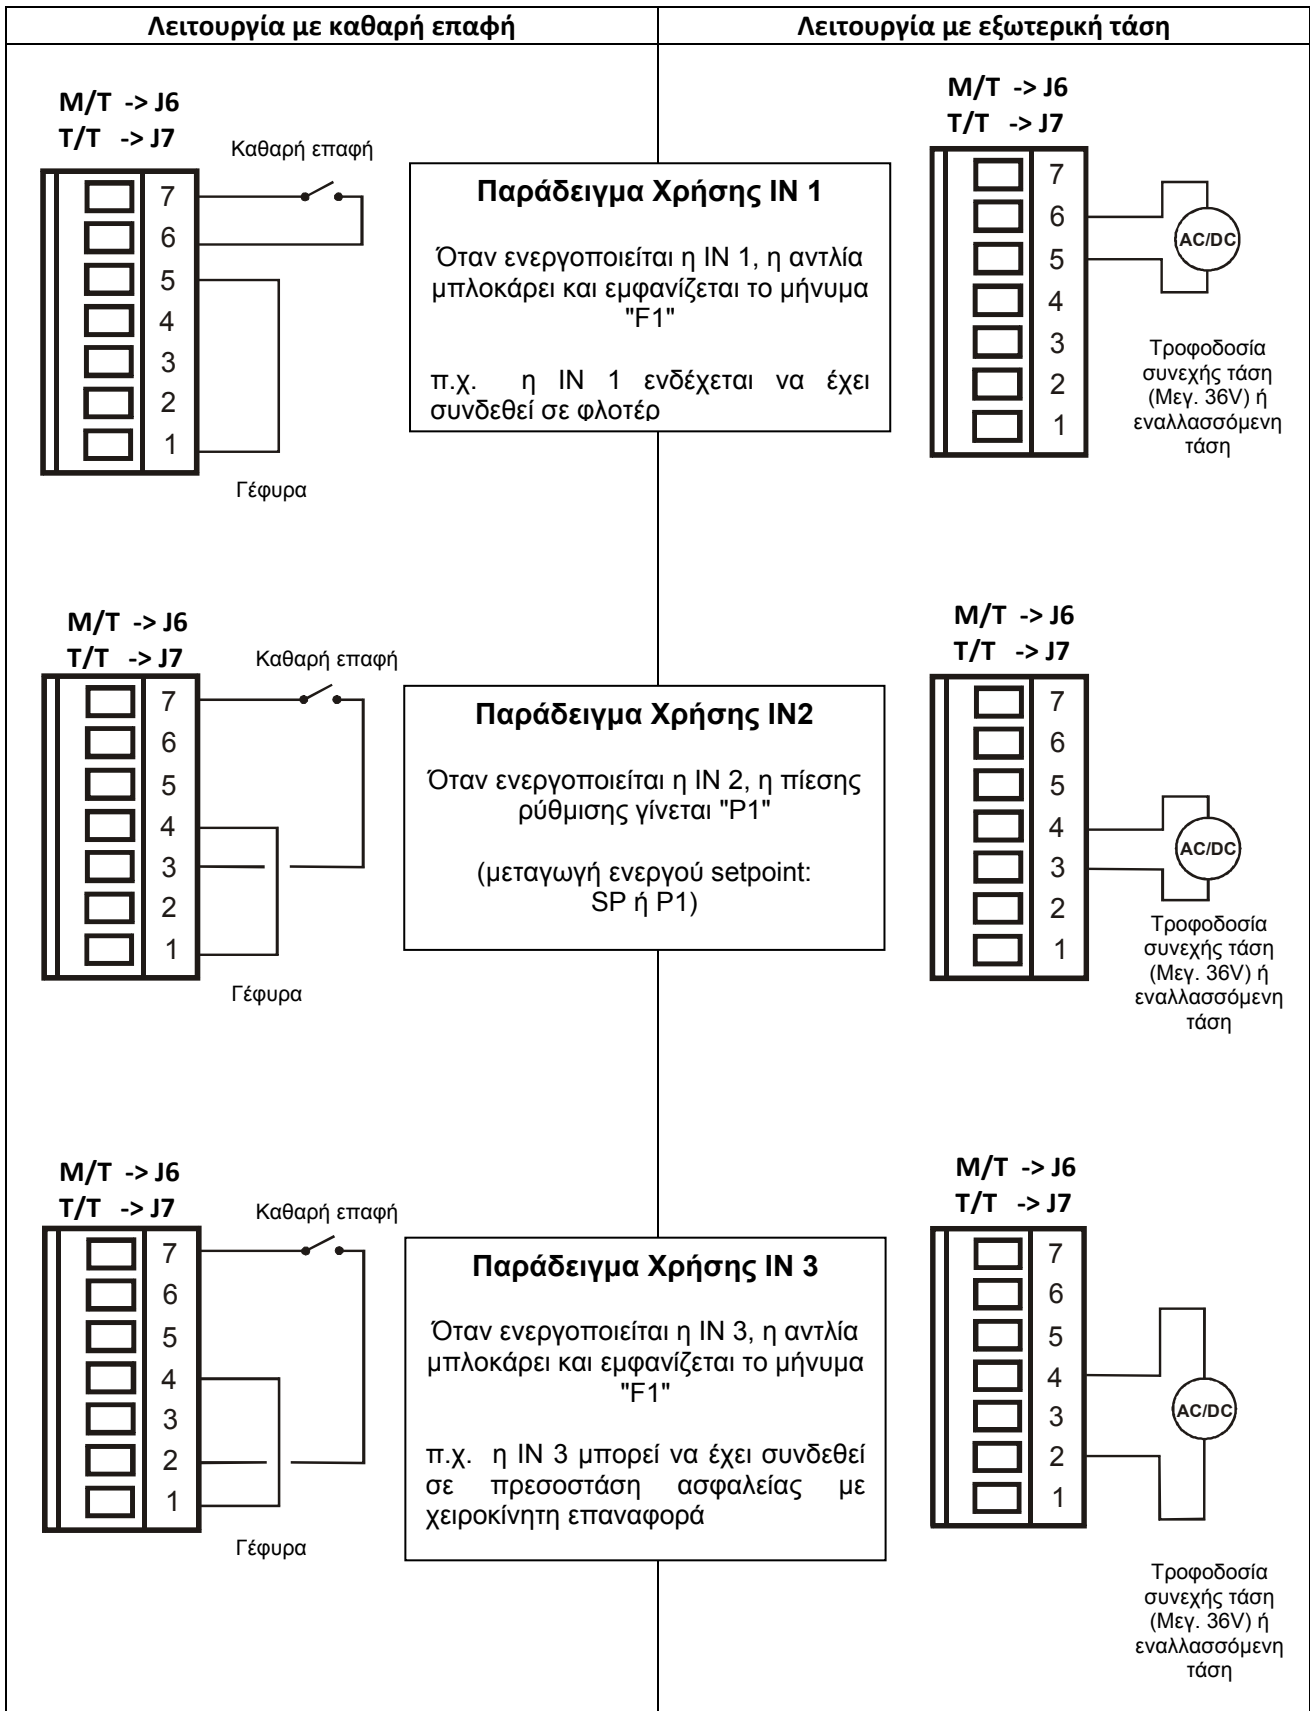 Λειτουργία με καθαρή επαφή
Λειτουργία με εξωτερική τάση
M/T -> J6
T/T -> J7
Καθαρή επαφή
7
6
5
4
3
2
1
Γέφυρα
Παράδειγμα Χρήσης IN 1
Όταν ενεργοποιείται η IN 1, η αντλία
μπλοκάρει και εμφανίζεται το μήνυμα
"F1"
π.χ. η IN 1 ενδέχεται να έχει
συνδεθεί σε φλοτέρ
M/T -> J6
T/T -> J7
7
6
5
4
3
2
1
AC/DC
Τροφοδοσία
συνεχής τάση
(Μεγ. 36V) ή
εναλλασσόμενη
τάση
M/T -> J6
T/T -> J7
Καθαρή επαφή
7
6
5
4
3
2
1
Γέφυρα
Παράδειγμα Χρήσης IN2
Όταν ενεργοποιείται η IN 2, η πίεσης
ρύθμισης γίνεται "P1"
(μεταγωγή ενεργού setpoint:
SP ή P1)
M/T -> J6
T/T -> J7
7
6
5
4
3
2
1
AC/DC
Τροφοδοσία
συνεχής τάση
(Μεγ. 36V) ή
εναλλασσόμενη
τάση
M/T -> J6
T/T -> J7
Καθαρή επαφή
7
6
5
4
3
2
1
Γέφυρα
Παράδειγμα Χρήσης IN 3
Όταν ενεργοποιείται η IN 3, η αντλία
μπλοκάρει και εμφανίζεται το μήνυμα
"F1"
π.χ. η IN 3 μπορεί να έχει συνδεθεί
σε πρεσοστάση ασφαλείας με
χειροκίνητη επαναφορά
M/T -> J6
T/T -> J7
7
6
5
4
3
2
1
AC/DC
Τροφοδοσία
συνεχής τάση
(Μεγ. 36V) ή
εναλλασσόμενη
τάση